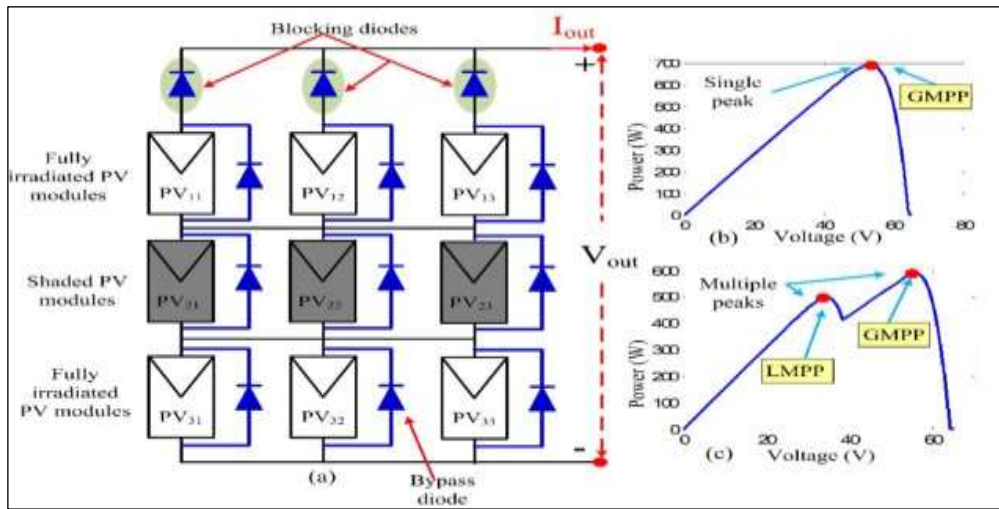 Blocking diodes
I_out
+
Fully
irradiated PV
modules
PV11
PV12
PV13
Shaded PV
modules
PV21
PV22
PV23
V_out
Fully
irradiated
PV modules
PV31
PV32
PV33
-
(a)
Bypass
diode
700
600
500
400
300
200
100
0
Power (W)
Single
peak
GMPP
0
20
40
60
80
(b)
Voltage (V)
600
500
400
300
200
100
0
Power (W)
Multiple
peaks
LMPP
GMPP
0
20
40
60
(c)
Voltage (V)